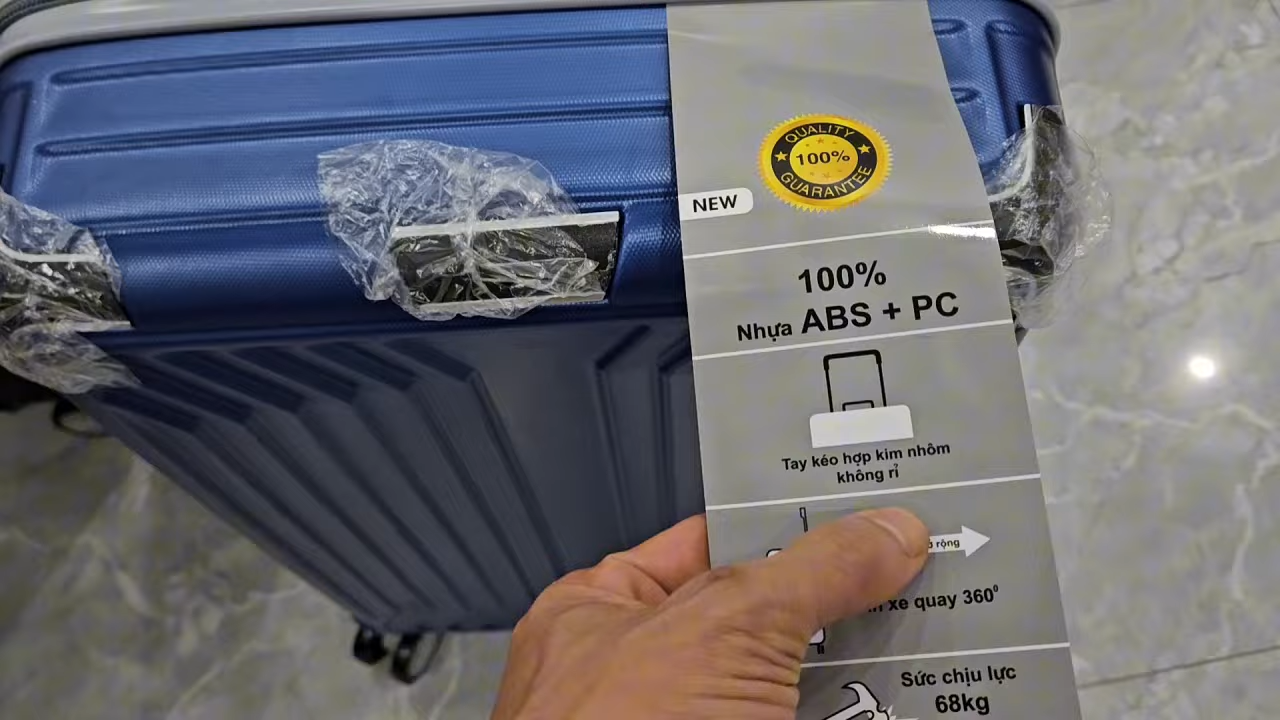 QUALITY
100%
GUARANTEE
NEW
100%
Nhựa ABS + PC
Tay kéo hợp kim nhôm
không rỉ
rộng
xe quay 360⁰
Sức chịu lực
68kg